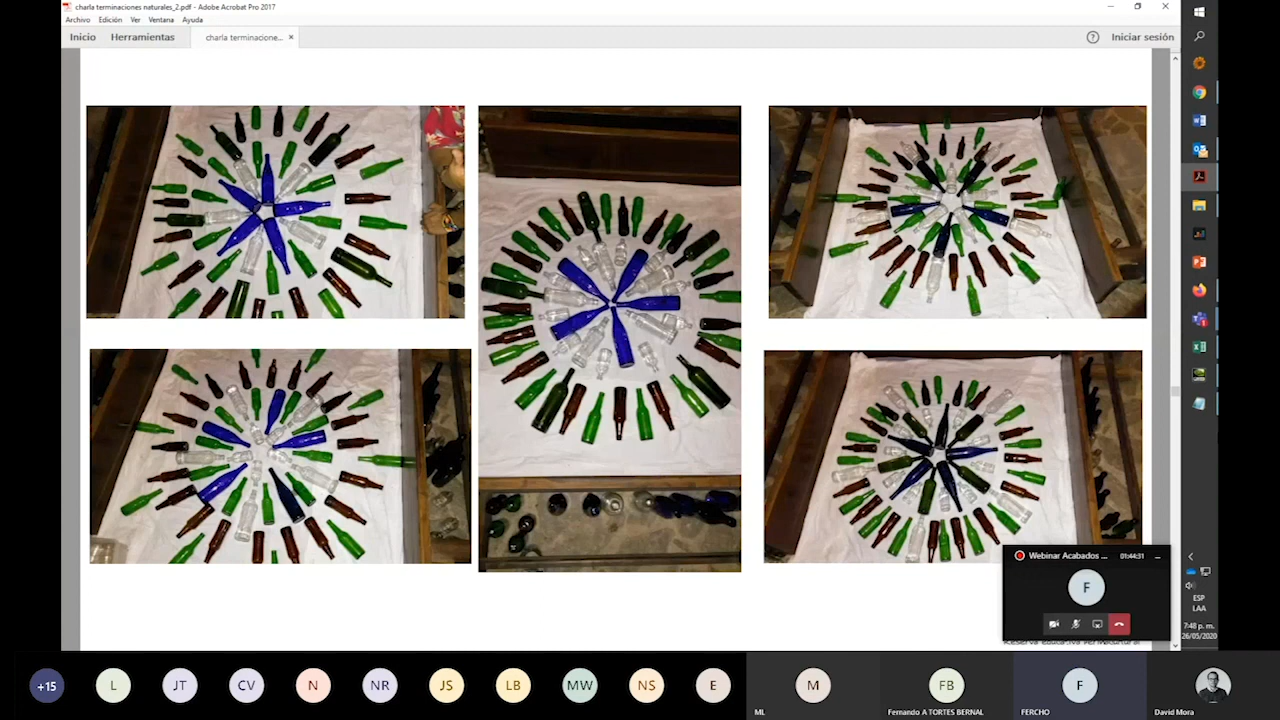 charla terminaciones naturales_2.pdf - Adobe Acrobat Pro 2017
Archivo Edición Ver Ventana Ayuda
Inicio Herramientas charla terminacione... × ? Iniciar sesión
Webinar Acabados ... 01:44:31
F
ESP
LAA
7:48 p. m.
26/05/2020
+15 L JT CV N NR JS LB MW NS E M FB F
ML Fernando A TORTES BERNAL FERCHO David Mora